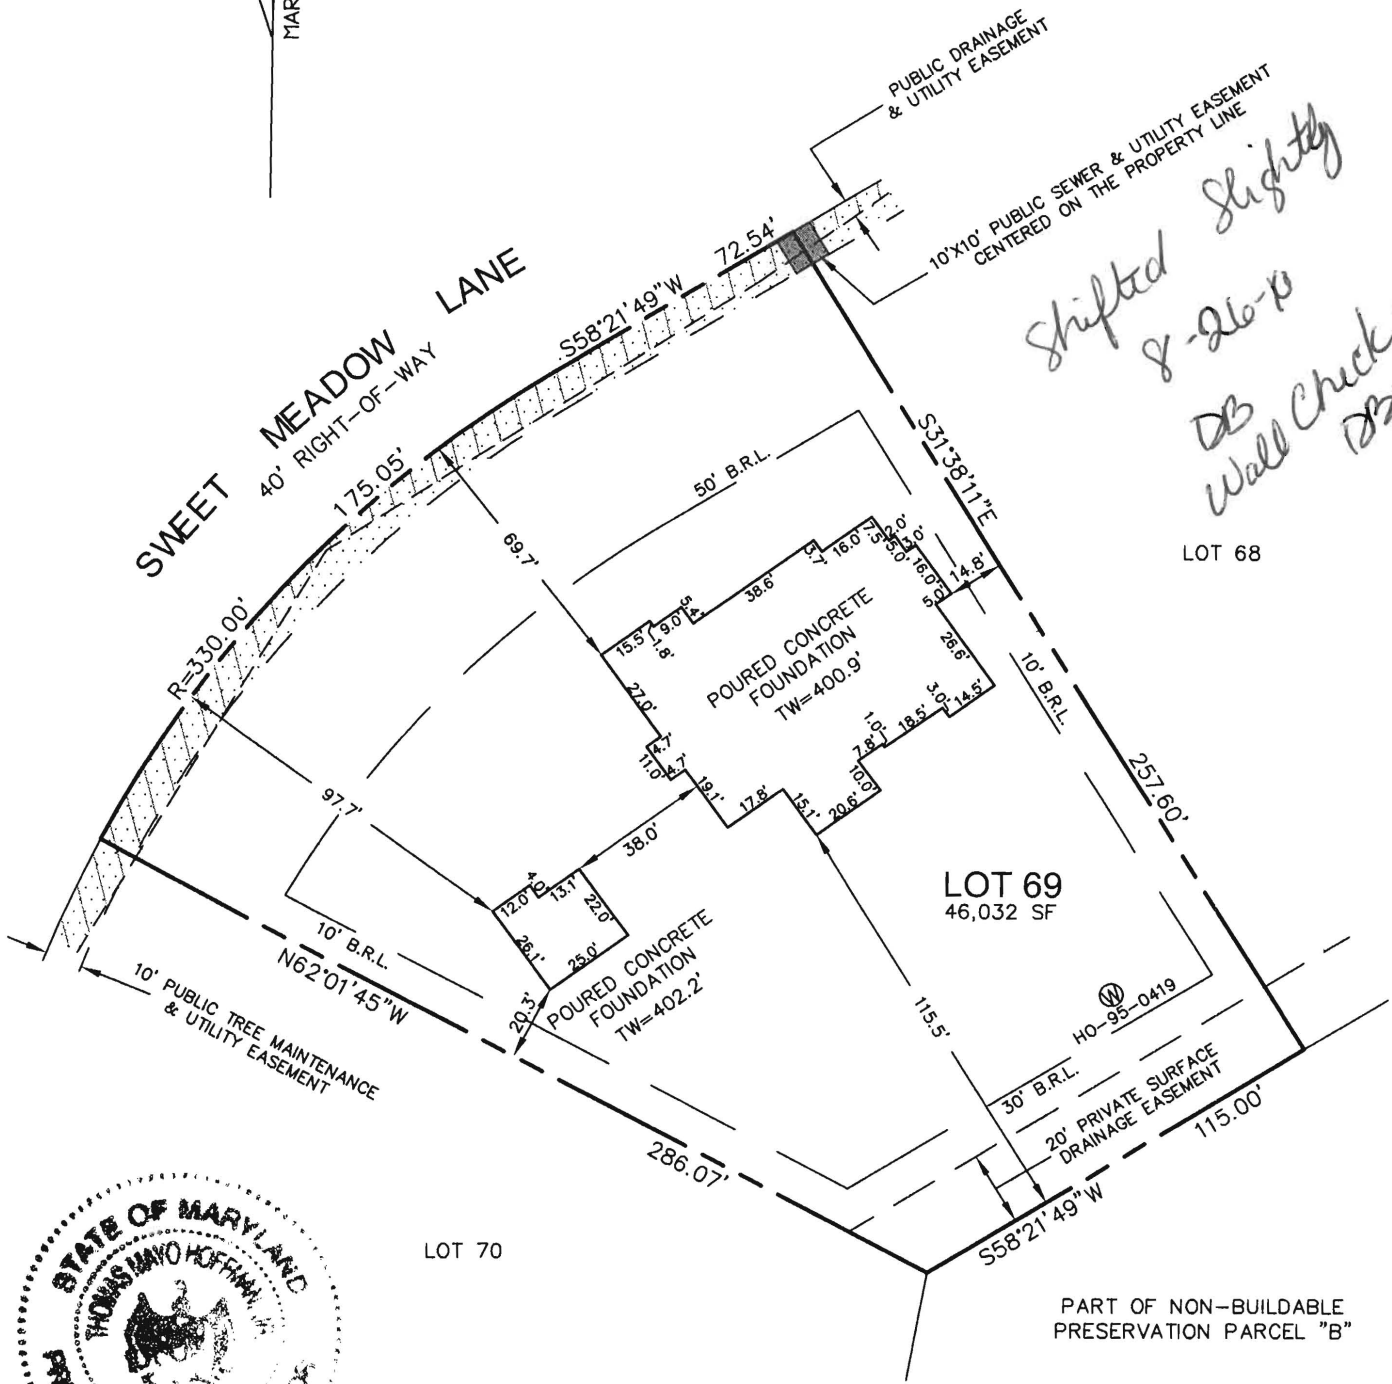 MAR
PUBLIC DRAINAGE
& UTILITY EASEMENT
10'X10' PUBLIC SEWER & UTILITY EASEMENT
CENTERED ON THE PROPERTY LINE
Shifted Slightly
DB
Wall Check
DB
SWEET MEADOW LANE
40' RIGHT-OF-WAY
72.54'
S58°21'49"W
175.05'
R=330.00'
S31°38'11"E
LOT 68
50' B.R.L.
69.7'
15.5'
1.8'
9.0'
5.4'
38.6'
3.7'
16.0'
7.5'
2.0'
5.0'
3.0'
16.0'
14.8'
5.0'
26.6'
POURED CONCRETE
FOUNDATION
TW=400.9'
27.0'
4.7'
11.0'
4.7'
19.1'
17.8'
15.1'
20.6'
10.0'
7.8'
1.0'
18.5'
3.0'
14.5'
10' B.R.L.
257.60'
97.7'
38.0'
12.0'
4.0'
13.1'
22.0'
26.1'
25.0'
20.3'
POURED CONCRETE
FOUNDATION
TW=402.2'
LOT 69
46,032 SF
10' B.R.L.
N62°01'45"W
10' PUBLIC TREE MAINTENANCE
& UTILITY EASEMENT
115.5'
W
HO-95-0419
30' B.R.L.
20' PRIVATE SURFACE
DRAINAGE EASEMENT
115.00'
286.07'
S58°21'49"W
LOT 70
PART OF NON-BUILDABLE
PRESERVATION PARCEL "B"
STATE OF MARYLAND
THOMAS MAYO HOFFMAN, JR.